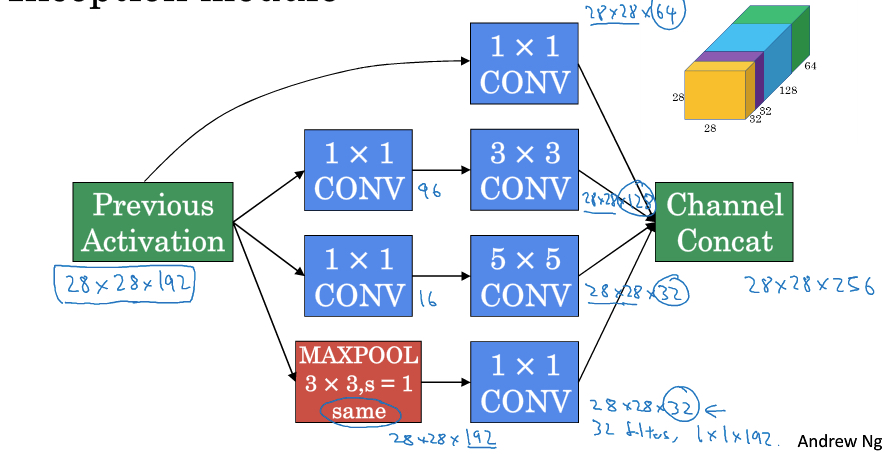 Inception module
28×28×64
1 × 1
CONV
64
128
32
32
28
28
1 × 1
CONV
96
3 × 3
CONV
28×28×128
Previous
Activation
28×28×192
Channel
Concat
28×28×256
1 × 1
CONV
16
5 × 5
CONV
28×28×32
MAXPOOL
3 × 3,s = 1
same
28×28×192
1 × 1
CONV
28×28×32 ←
32 filters, 1×1×192.
Andrew Ng